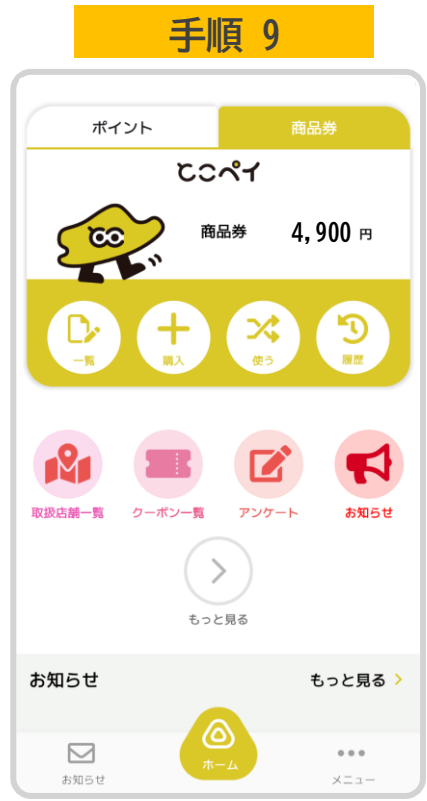 手順 9
ポイント
商品券
とこペイ
商品券 4,900 円
一覧
購入
使う
履歴
取扱店舗一覧
クーポン一覧
アンケート
お知らせ
もっと見る
お知らせ
もっと見る
お知らせ
ホーム
メニュー